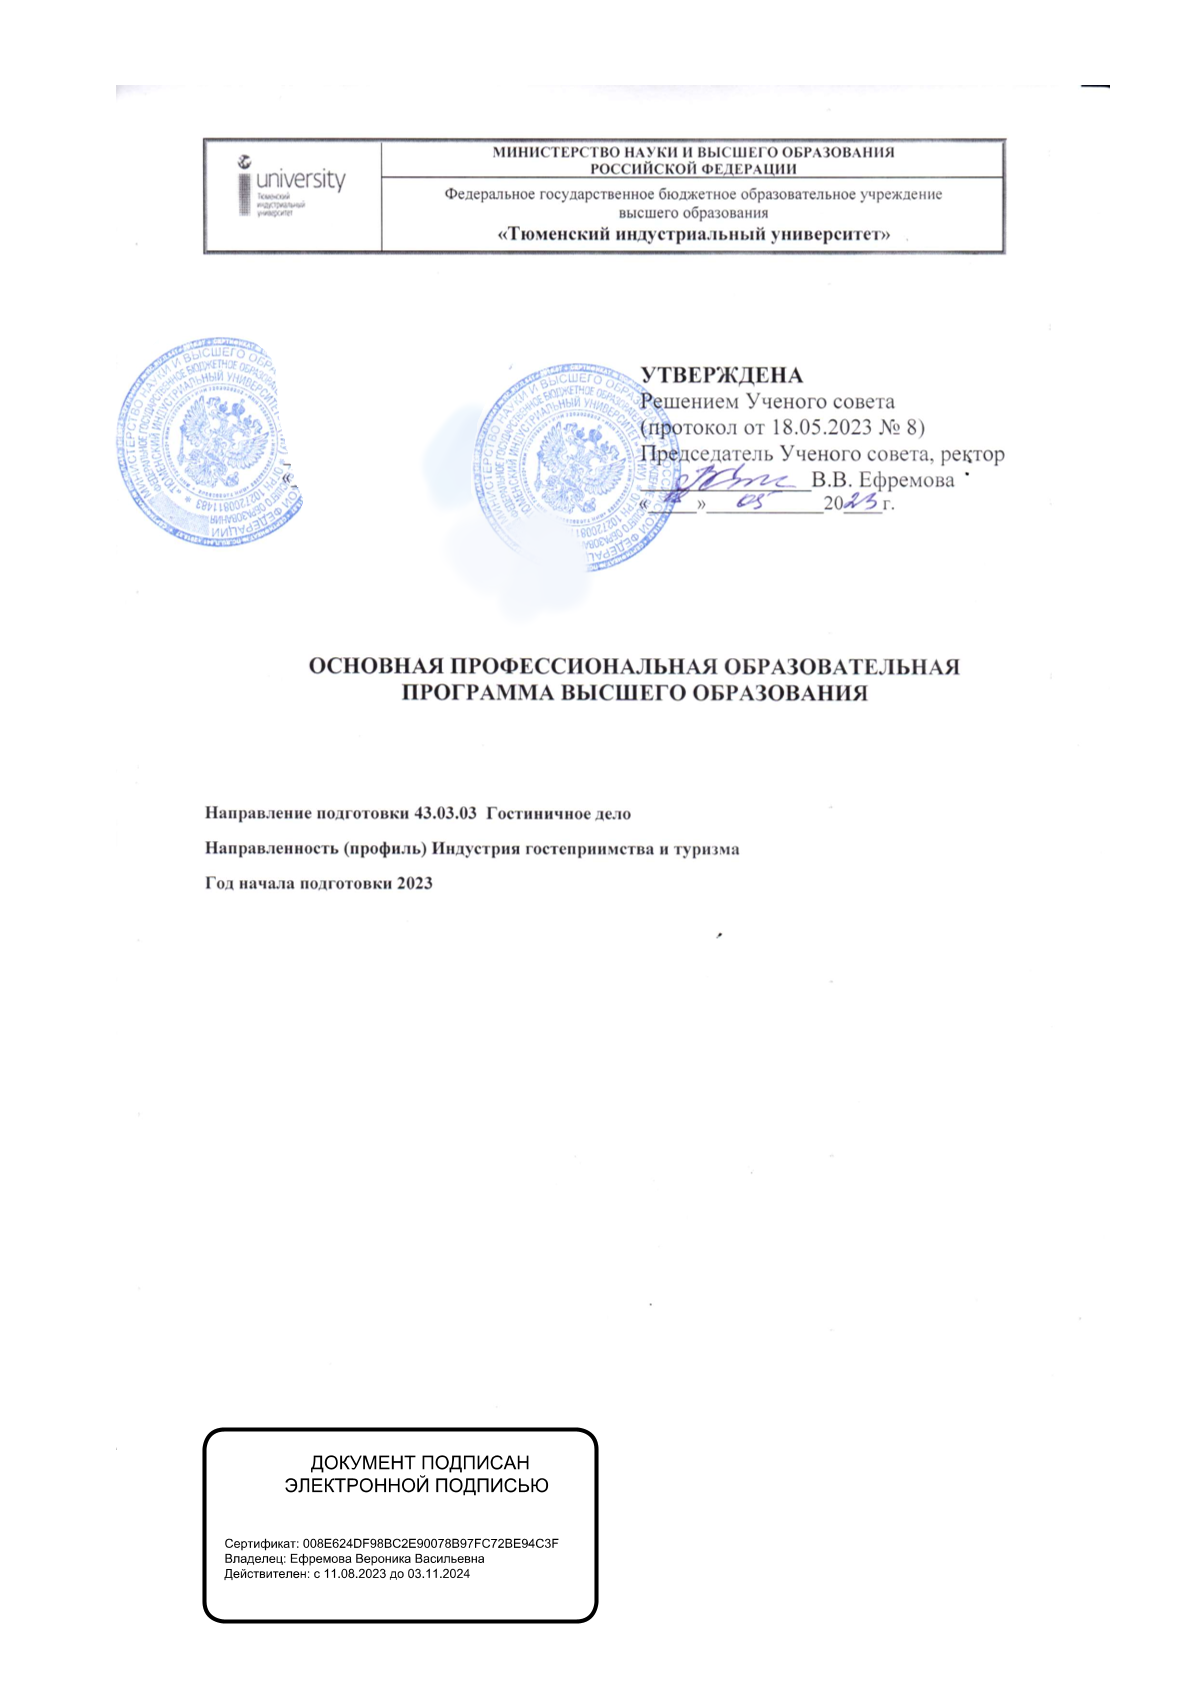 university
Тюменский
индустриальный
университет
МИНИСТЕРСТВО НАУКИ И ВЫСШЕГО ОБРАЗОВАНИЯ
РОССИЙСКОЙ ФЕДЕРАЦИИ
Федеральное государственное бюджетное образовательное учреждение
высшего образования
«Тюменский индустриальный университет»
УТВЕРЖДЕНА
Решением Ученого совета
(протокол от 18.05.2023 № 8)
Председатель Ученого совета, ректор
В.В. Ефремова
« » 05 2023 г.
ОСНОВНАЯ ПРОФЕССИОНАЛЬНАЯ ОБРАЗОВАТЕЛЬНАЯ
ПРОГРАММА ВЫСШЕГО ОБРАЗОВАНИЯ
Направление подготовки 43.03.03 Гостиничное дело
Направленность (профиль) Индустрия гостеприимства и туризма
Год начала подготовки 2023
ДОКУМЕНТ ПОДПИСАН
ЭЛЕКТРОННОЙ ПОДПИСЬЮ
Сертификат: 008E624DF98BC2E90078B97FC72BE94C3F
Владелец: Ефремова Вероника Васильевна
Действителен: с 11.08.2023 до 03.11.2024